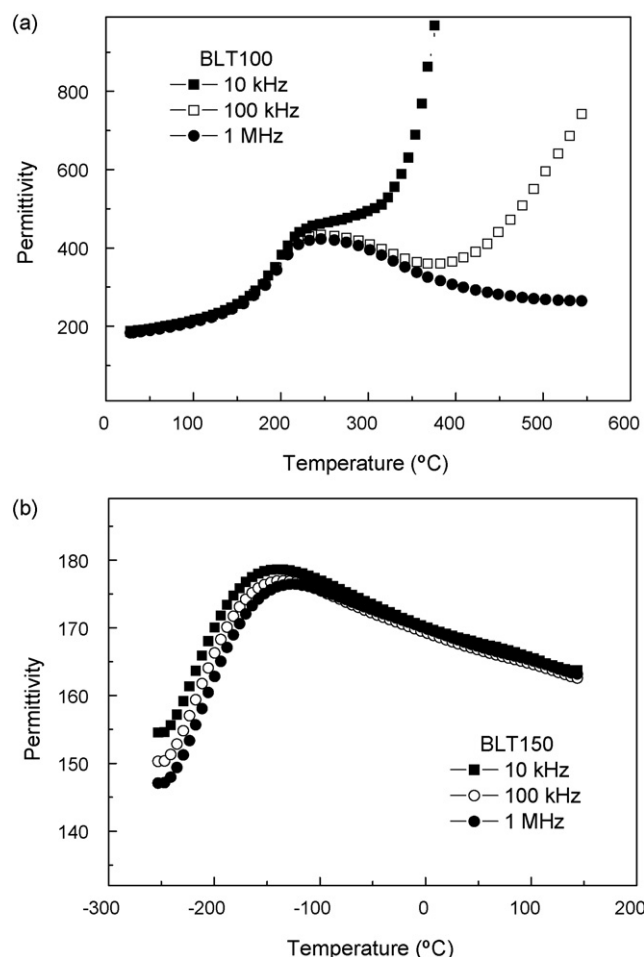 (a)
BLT100
10 kHz
100 kHz
1 MHz
800
600
400
200
Permittivity
0 100 200 300 400 500 600
Temperature (ºC)
(b)
180
170
160
150
140
Permittivity
BLT150
10 kHz
100 kHz
1 MHz
-300 -200 -100 0 100 200
Temperature (ºC)